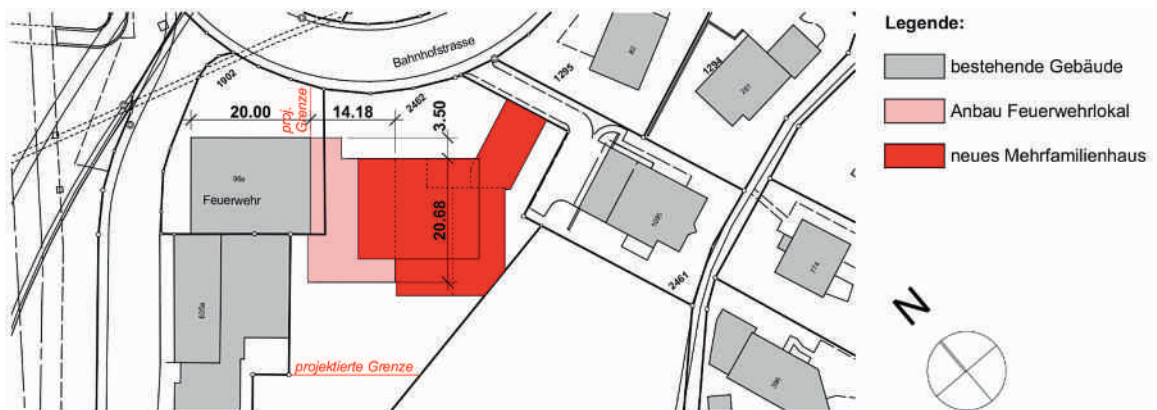 Legende:
bestehende Gebäude
Anbau Feuerwehrlokal
neues Mehrfamilienhaus
Bahnhofstrasse
1902
1295
1294
2462
20.00
14.18
3.50
proj.
Grenze
20.68
Feuerwehr
2461
projektierte Grenze
N